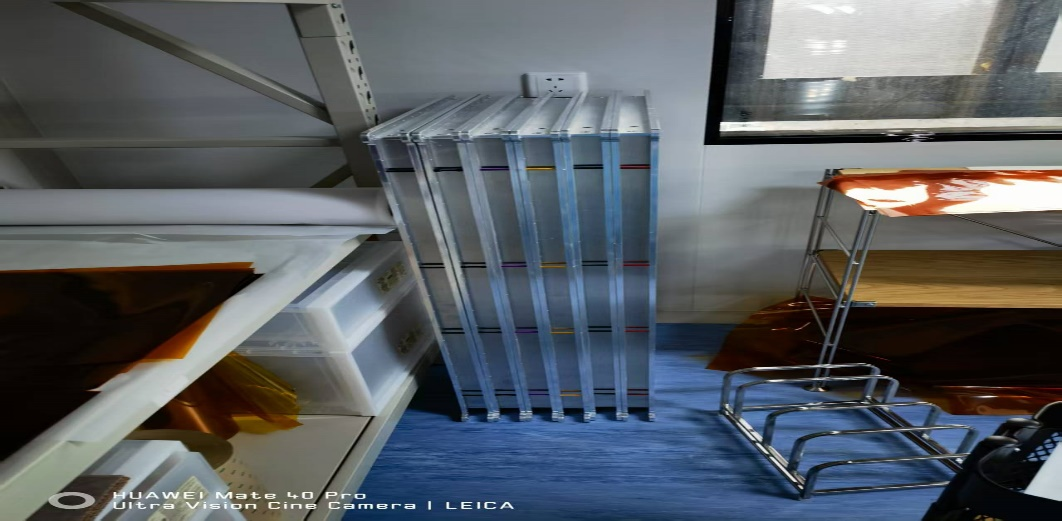 HUAWEI Mate 40 Pro
Ultra Vision Cine Camera | LEICA